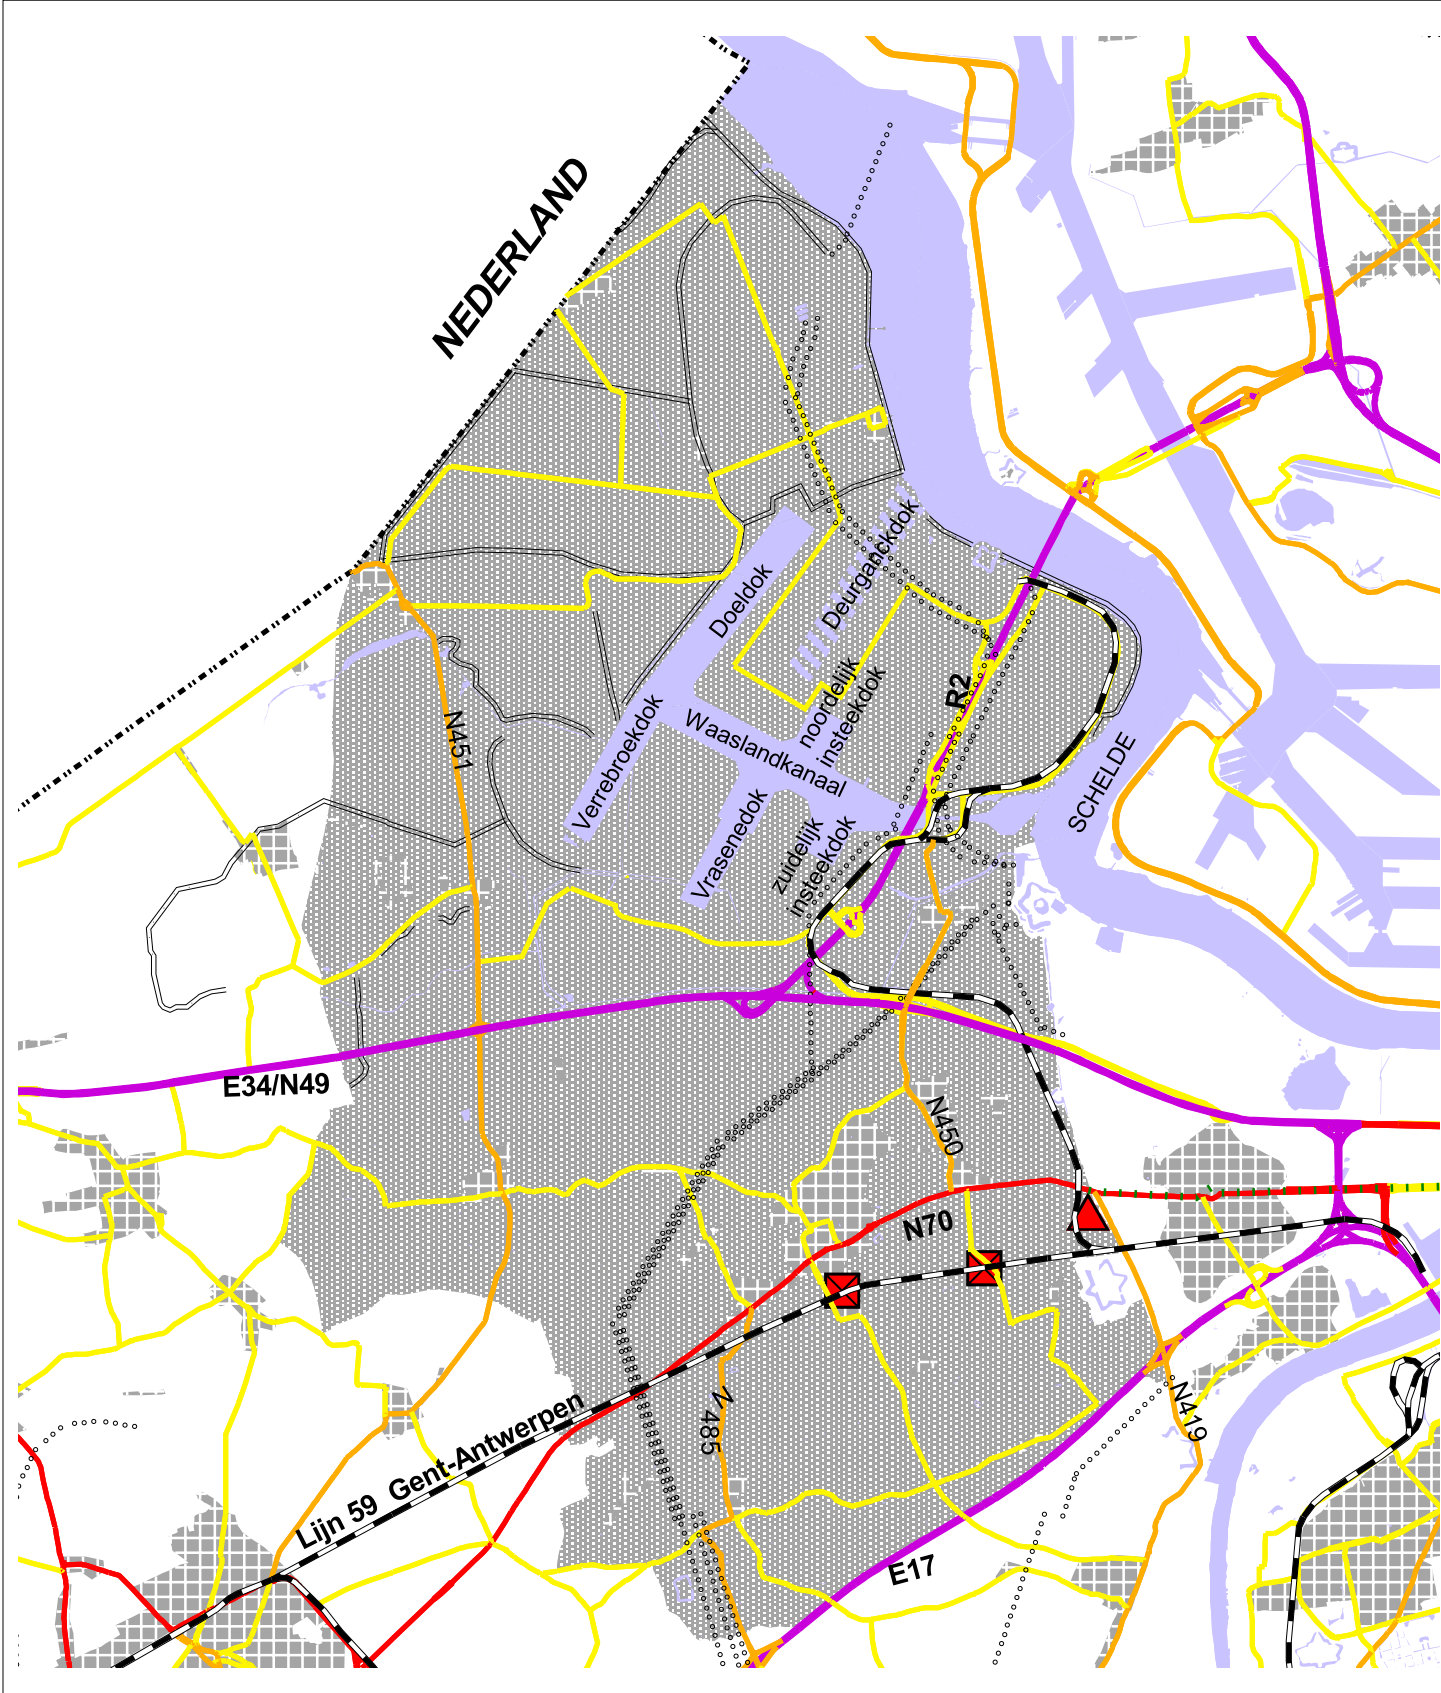 NEDERLAND
Deurganckdok
Doeldok
noordelijk
insteekdok
R2
N451
Verrebroekdok
Waaslandkanaal
SCHELDE
Vrasenedok
zuidelijk
insteekdok
E34/N49
N450
N70
N 485
N419
Lijn 59 Gent-Antwerpen
E17